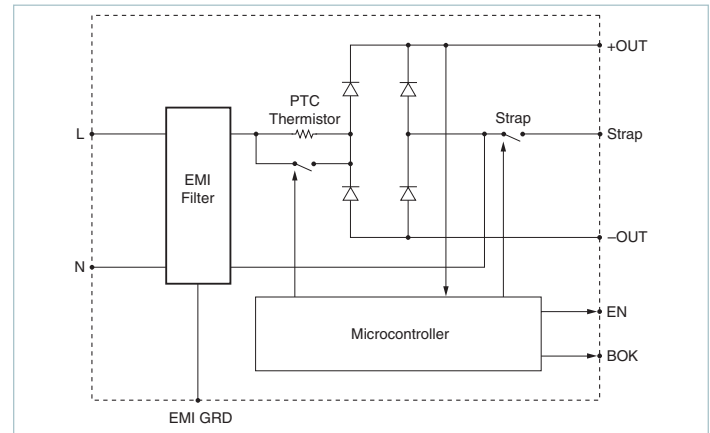 +OUT
PTC
Thermistor
Strap
L
Strap
EMI
Filter
–OUT
N
EN
Microcontroller
BOK
EMI GRD